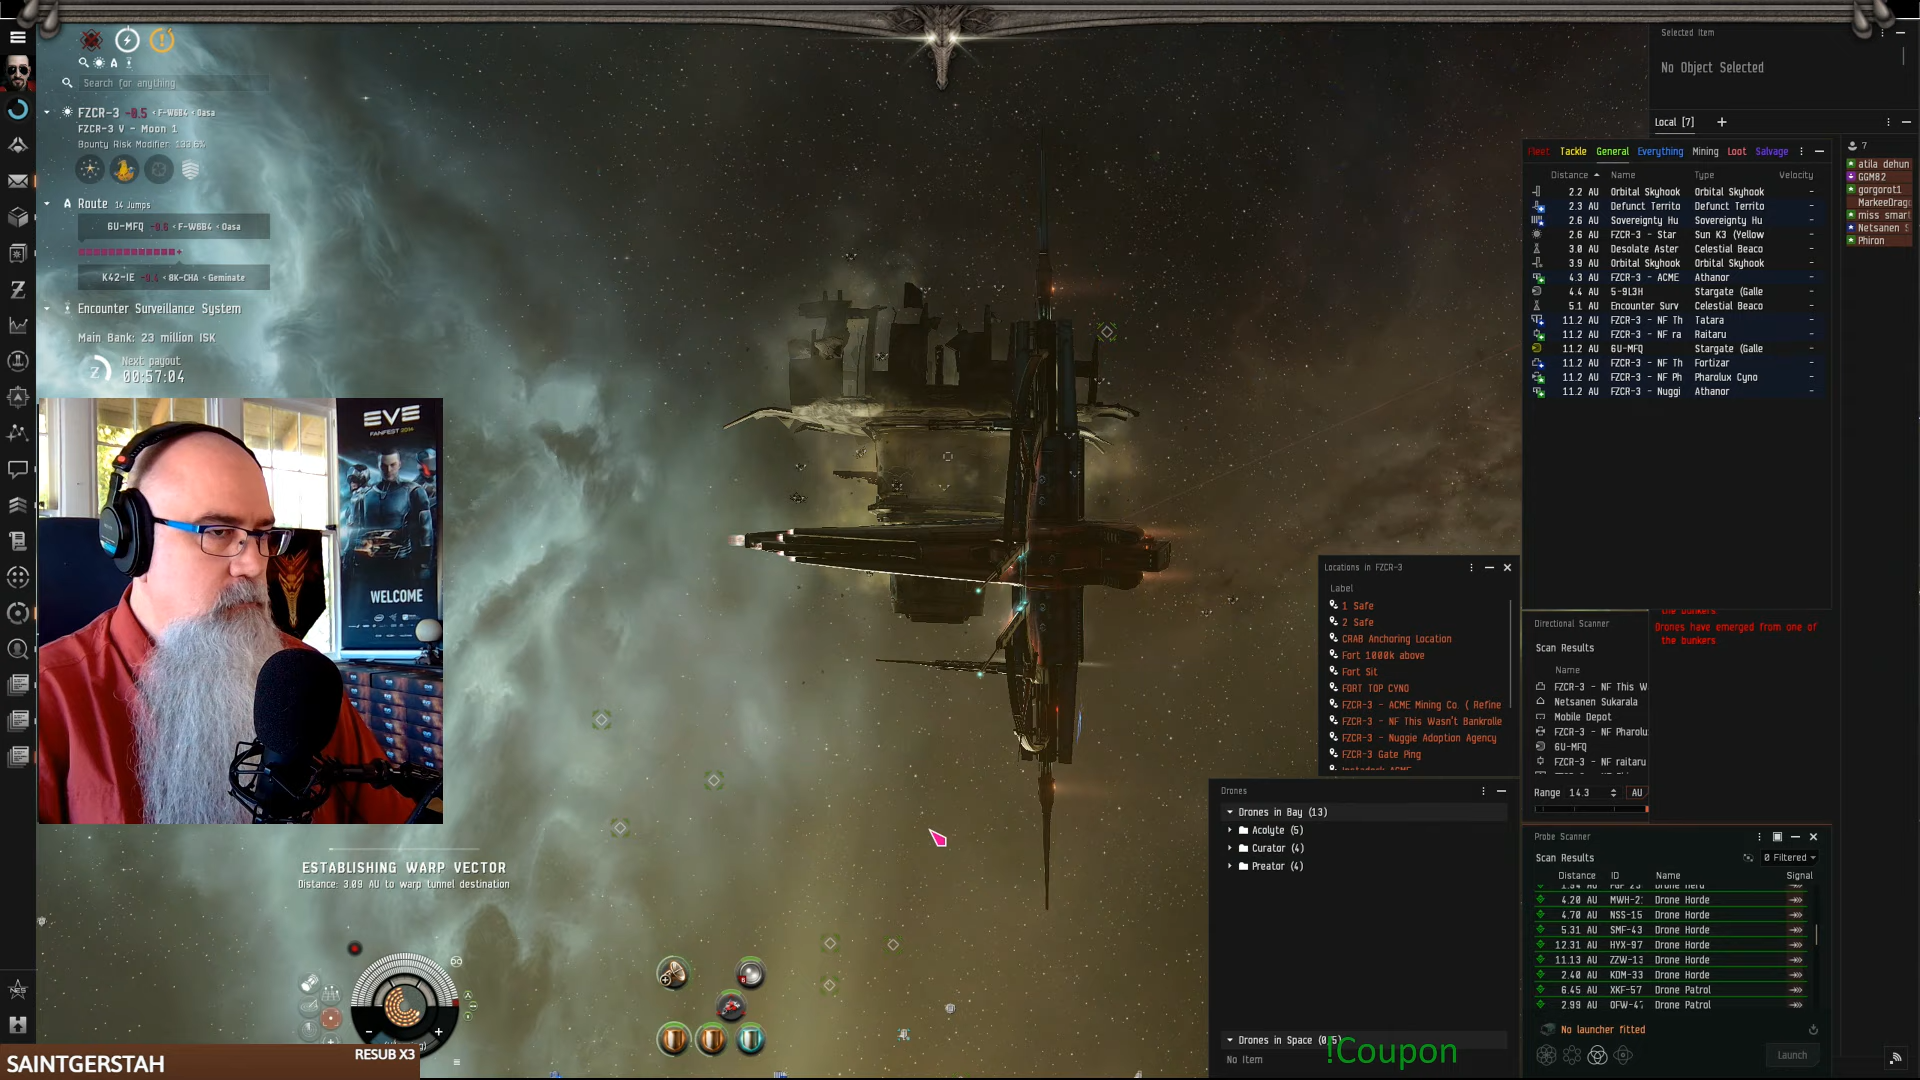 Search for anything
FZCR-3 -0.5 < F-W8B4 < Oasa
FZCR-3 V - Moon 1
Bounty Risk Modifier: 133.6%
Route 14 Jumps
6U-MFQ < F-W8B4 < Oasa
K42-IE < 8K-CHA < Geminate
Encounter Surveillance System
Main Bank: 23 million ISK
Next payout
00:57:04
EVE
FANFEST 2014
WELCOME
ESTABLISHING WARP VECTOR
Distance: 3.09 AU to warp tunnel destination
SAINTGERSTAH
RESUB X3
Selected Item
No Object Selected
Local [7]
7
atila dehun
GGM82
gorgorot1
MarkeeDrag
miss smar
Netsanen S
Phiron
Fleet Tackle General Everything Mining Loot Salvage
Distance Name Type Velocity
2.2 AU Orbital Skyhook Orbital Skyhook -
2.3 AU Defunct Territo Defunct Territo -
2.6 AU Sovereignty Hu Sovereignty Hu -
2.6 AU FZCR-3 - Star Sun K3 (Yellow -
3.0 AU Desolate Aster Celestial Beaco -
3.9 AU Orbital Skyhook Orbital Skyhook -
4.3 AU FZCR-3 - ACME Athanor -
4.4 AU 5-9L3H Stargate (Galle -
5.1 AU Encounter Surv Celestial Beaco -
11.2 AU FZCR-3 - NF Th Tatara -
11.2 AU FZCR-3 - NF ra Raitaru -
11.2 AU 6U-MFQ Stargate (Galle -
11.2 AU FZCR-3 - NF Th Fortizar -
11.2 AU FZCR-3 - NF Ph Pharolux Cyno -
11.2 AU FZCR-3 - Nuggi Athanor -
Locations in FZCR-3
Label
1 Safe
2 Safe
CRAB Anchoring Location
Fort 1000k above
Fort Sit
FORT TOP CYNO
FZCR-3 - ACME Mining Co. ( Refine
FZCR-3 - NF This Wasn't Bankrolle
FZCR-3 - Nuggie Adoption Agency
FZCR-3 Gate Ping
the bunkers.
Drones have emerged from one of
the bunkers
Directional Scanner
Scan Results
Name
FZCR-3 - NF This W
Netsanen Sukarala
Mobile Depot
FZCR-3 - NF Pharolu
6U-MFQ
FZCR-3 - NF raitaru
Range 14.3 AU
Drones
Drones in Bay (13)
Acolyte (5)
Curator (4)
Preator (4)
Drones in Space (0/5)
No Item
!Coupon
Probe Scanner
Scan Results
0 Filtered
Distance ID Name Signal
4.20 AU MWH-2 Drone Horde
4.70 AU NSS-15 Drone Horde
5.31 AU SMF-43 Drone Horde
12.31 AU HYX-97 Drone Horde
11.13 AU ZZW-13 Drone Horde
2.40 AU KDM-33 Drone Horde
6.45 AU XKF-57 Drone Patrol
2.99 AU OFW-47 Drone Patrol
No launcher fitted
Launch